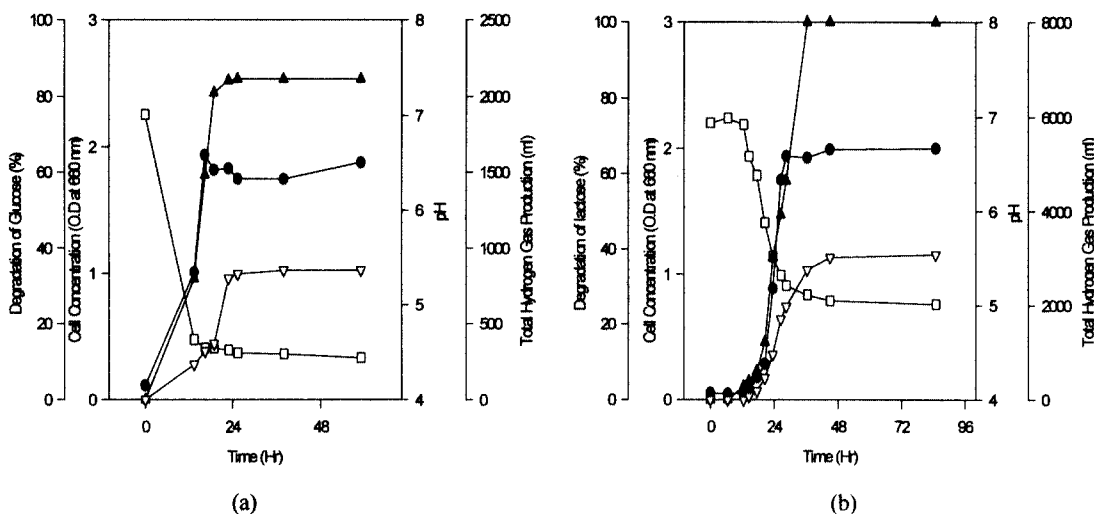 100
80
60
40
20
0
Degradation of Glucose (%)
3
2
1
0
Cell Concentration (O.D at 660 nm)
8
7
6
5
4
pH
2500
2000
1500
1000
500
0
Total Hydrogen Gas Production (ml)
0 24 48
Time (Hr)
(a)
100
80
60
40
20
0
Degradation of lactose (%)
3
2
1
0
Cell Concentration (O.D at 660 nm)
8
7
6
5
4
pH
8000
6000
4000
2000
0
Total Hydrogen Gas Production (ml)
0 24 48 72 96
Time (Hr)
(b)